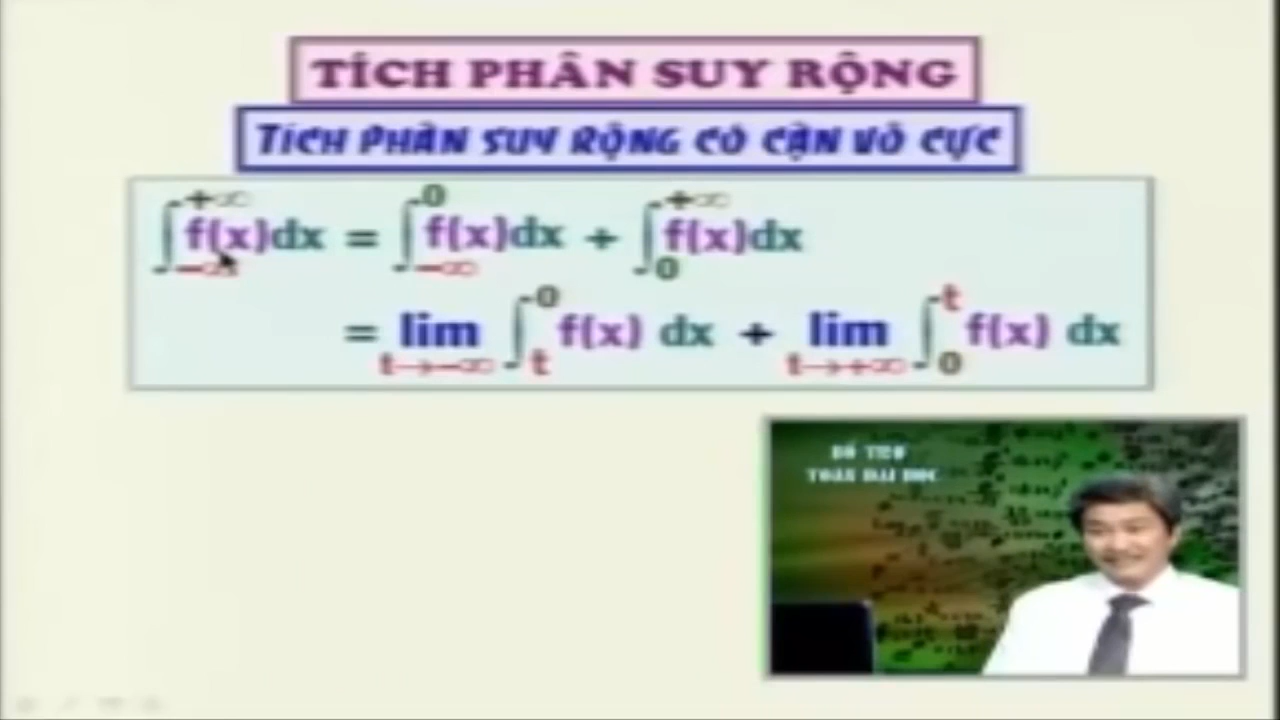 TÍCH PHÂN SUY RỘNG
TÍCH PHÂN SUY RỘNG CÓ CẬN VÔ CỰC
∫_{-∞}^{+∞} f(x)dx = ∫_{-∞}^{0} f(x)dx + ∫_{0}^{+∞} f(x)dx
= lim_{t→-∞} ∫_{t}^{0} f(x) dx + lim_{t→+∞} ∫_{0}^{t} f(x) dx